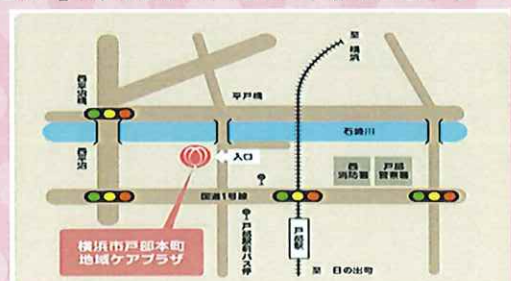 至 横浜
西平沼橋
平戸橋
石崎川
西平沼
入口
西消防署
戸部警察署
国道1号線
横浜市戸部本町
地域ケアプラザ
戸部駅前バス停
戸部駅
至 日の出町